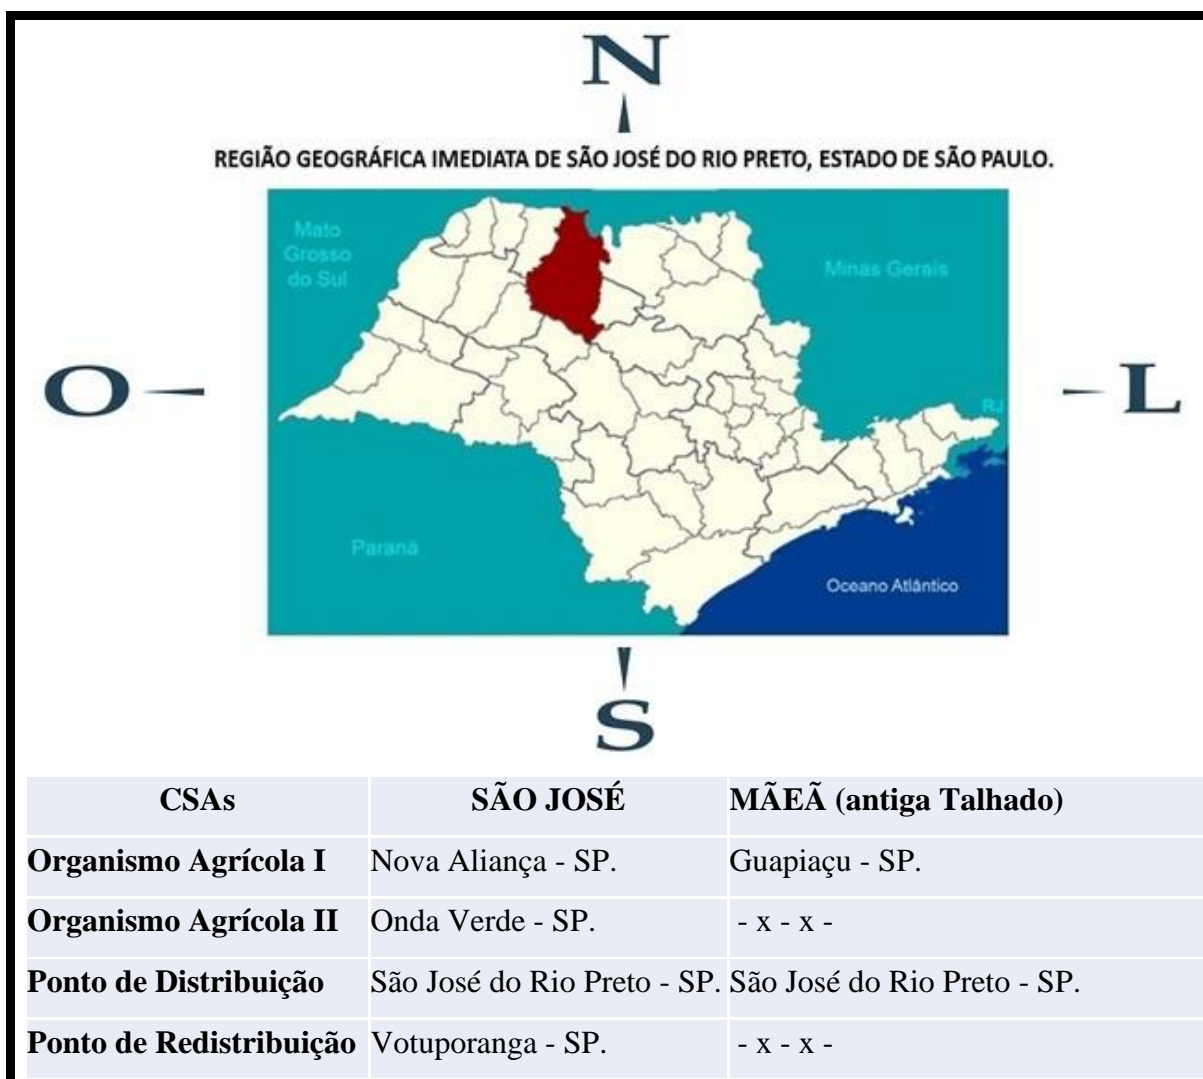 N
REGIÃO GEOGRÁFICA IMEDIATA DE SÃO JOSÉ DO RIO PRETO, ESTADO DE SÃO PAULO.
Mato
Grosso
do Sul
Minas Gerais
O
L
RJ
Paraná
Oceano Atlântico
S
CSAs SÃO JOSÉ MÃEÃ (antiga Talhado)
Organismo Agrícola I Nova Aliança - SP. Guapiaçu - SP.
Organismo Agrícola II Onda Verde - SP. - x - x -
Ponto de Distribuição São José do Rio Preto - SP. São José do Rio Preto - SP.
Ponto de Redistribuição Votuporanga - SP. - x - x -